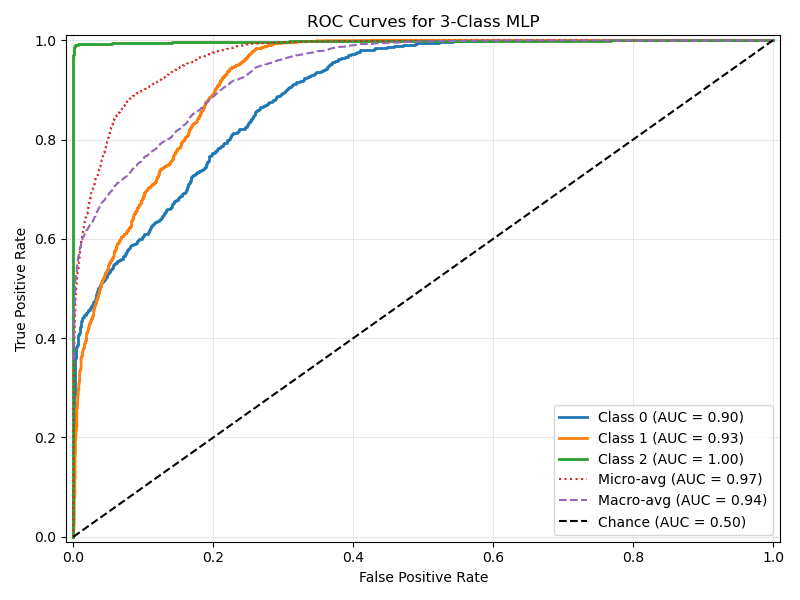 ROC Curves for 3-Class MLP
True Positive Rate
1.0
0.8
0.6
0.4
0.2
0.0
0.0 0.2 0.4 0.6 0.8 1.0
False Positive Rate
Class 0 (AUC = 0.90)
Class 1 (AUC = 0.93)
Class 2 (AUC = 1.00)
Micro-avg (AUC = 0.97)
Macro-avg (AUC = 0.94)
Chance (AUC = 0.50)